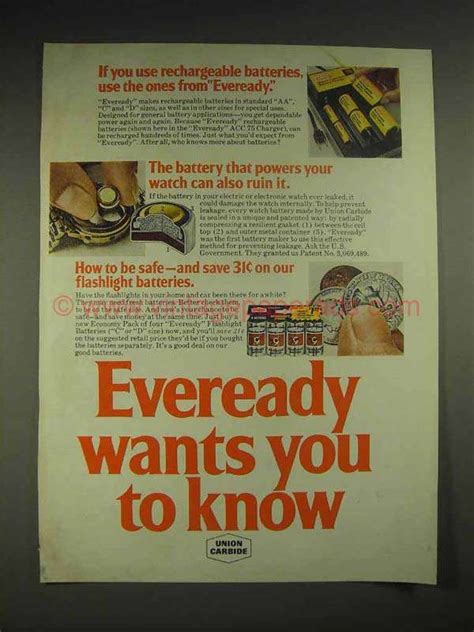 If you use rechargeable batteries,
use the ones from "Eveready."
"Eveready" makes rechargeable batteries in standard "AA",
"C" and "D" sizes, as well as in other sizes for special uses.
Designed for general battery applications—you get dependable
power again and again. Because "Eveready" rechargeable
batteries (shown here in the "Eveready" ACC 75 Charger), can
be recharged hundreds of times. Just what you'd expect from
"Eveready". After all, who knows more about batteries?
The battery that powers your
watch can also ruin it.
If the battery in your electric or electronic watch ever leaked, it
could damage the watch internally. To help prevent
leakage, every watch battery made by Union Carbide
is sealed in a unique and patented way: by radially
compressing a resilient gasket, (1) between the cell
top (2) and outer metal container (3). "Eveready"
was the first battery maker to use this effective
method for preventing leakage. Ask the U.S.
Government. They granted us Patent No. 3,069,489.
How to be safe—and save 31¢ on our
flashlight batteries.
Have the flashlights in your home and car been there for awhile?
They may need fresh batteries
to be really safe. And now
safe—and save money at the same time. Just buy a
new Economy Pack of four "Eveready" Flashlight
Batteries ("C" or "D" size) now, and you'll save 31¢
on the suggested retail price they'd be if you bought
the batteries separately. It's a good deal on our
good batteries.
Eveready
wants you
to know
UNION
CARBIDE